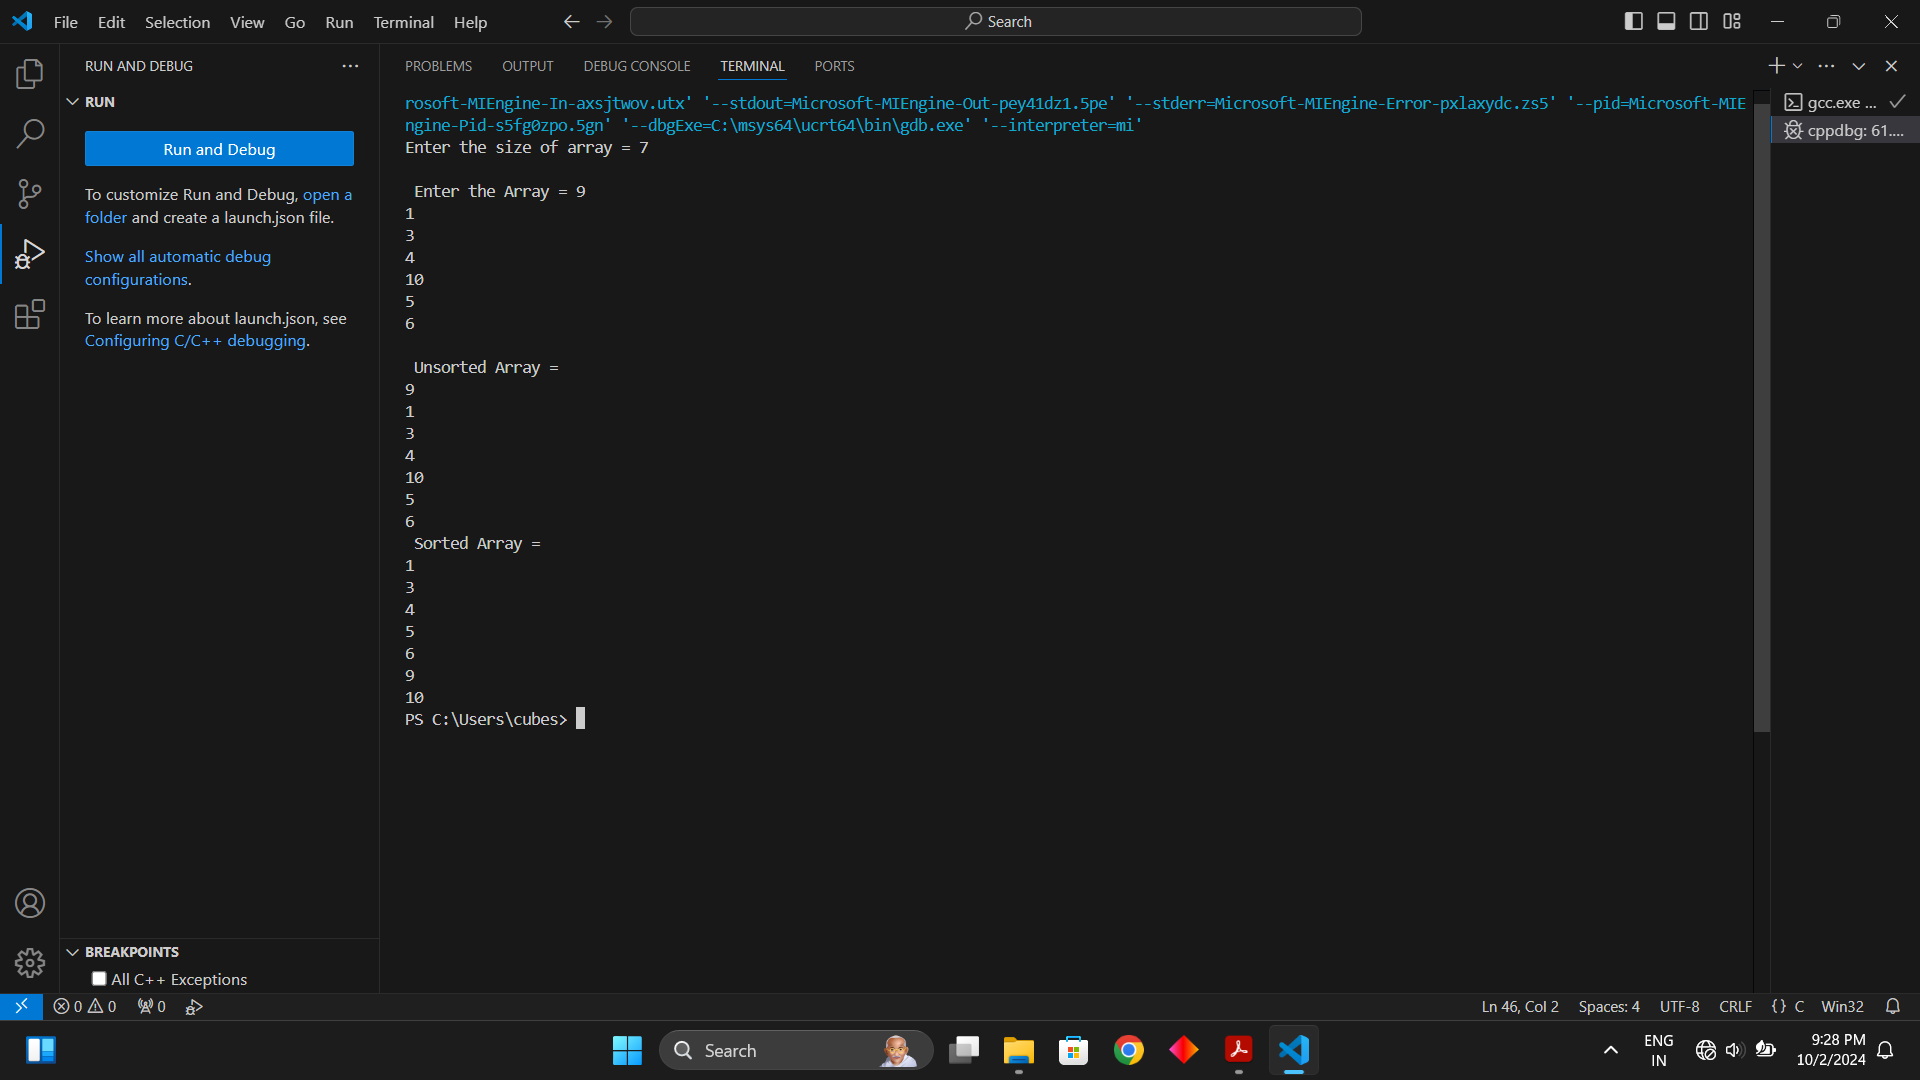 File Edit Selection View Go Run Terminal Help
Search
RUN AND DEBUG
RUN
Run and Debug
To customize Run and Debug, open a
folder and create a launch.json file.
Show all automatic debug
configurations.
To learn more about launch.json, see
Configuring C/C++ debugging.
BREAKPOINTS
All C++ Exceptions
PROBLEMS OUTPUT DEBUG CONSOLE TERMINAL PORTS
rosoft-MIEngine-In-axsjtwov.utx' '--stdout=Microsoft-MIEngine-Out-pey41dz1.5pe' '--stderr=Microsoft-MIEngine-Error-pxlaxydc.zs5' '--pid=Microsoft-MIE
ngine-Pid-s5fg0zpo.5gn' '--dbgExe=C:\msys64\ucrt64\bin\gdb.exe' '--interpreter=mi'
Enter the size of array = 7
Enter the Array = 9
1
3
4
10
5
6
Unsorted Array =
9
1
3
4
10
5
6
Sorted Array =
1
3
4
5
6
9
10
PS C:\Users\cubes>
gcc.exe ...
cppdbg: 61....
0 0 0
Ln 46, Col 2 Spaces: 4 UTF-8 CRLF {} C Win32
Search
ENG
IN
9:28 PM
10/2/2024